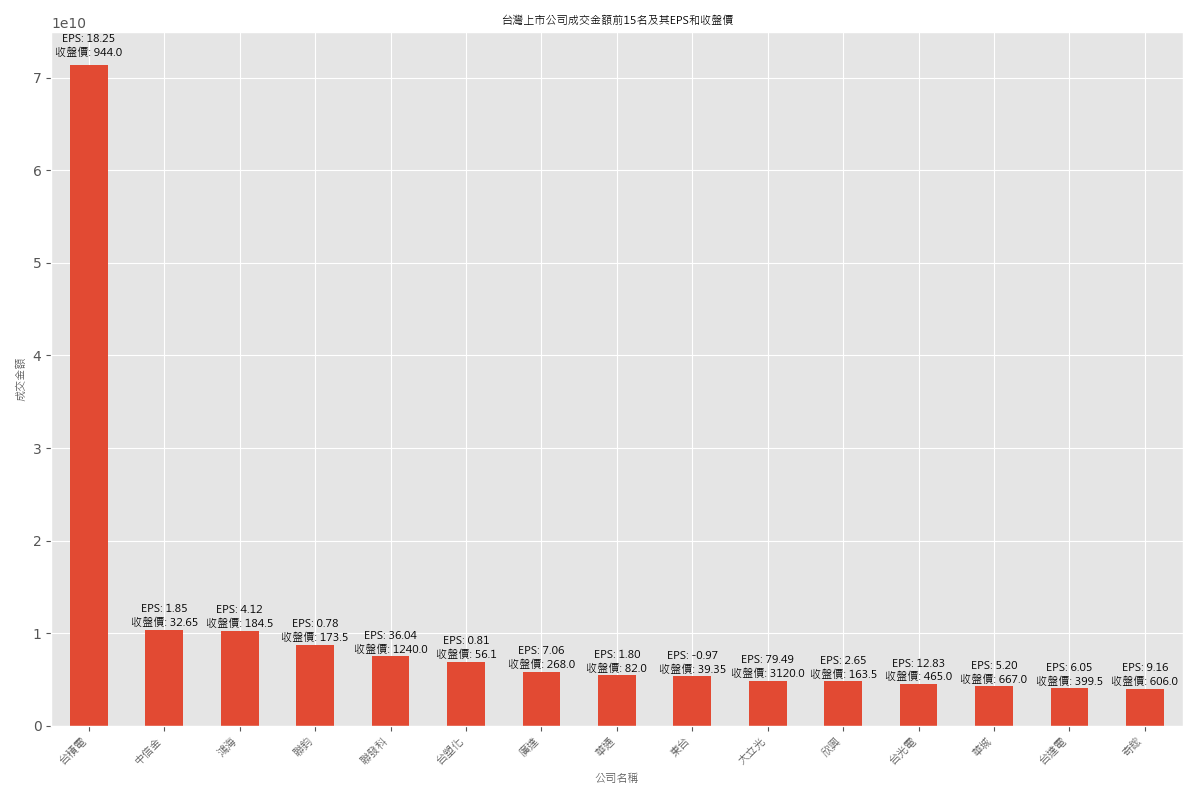 台灣上市公司成交金額前15名及其EPS和收盤價
1e10
EPS: 18.25
收盤價: 944.0
7
6
5
4
3
2
1
0
成交金額
EPS: 1.85
收盤價: 32.65
EPS: 4.12
收盤價: 184.5
EPS: 0.78
收盤價: 173.5
EPS: 36.04
收盤價: 1240.0
EPS: 0.81
收盤價: 56.1
EPS: 7.06
收盤價: 268.0
EPS: 1.80
收盤價: 82.0
EPS: -0.97
收盤價: 39.35
EPS: 79.49
收盤價: 3120.0
EPS: 2.65
收盤價: 163.5
EPS: 12.83
收盤價: 465.0
EPS: 5.20
收盤價: 667.0
EPS: 6.05
收盤價: 399.5
EPS: 9.16
收盤價: 606.0
台積電
中信金
鴻海
聯鈞
聯發科
台塑化
廣達
華通
東台
大立光
欣興
台光電
華城
台達電
奇鋐
公司名稱